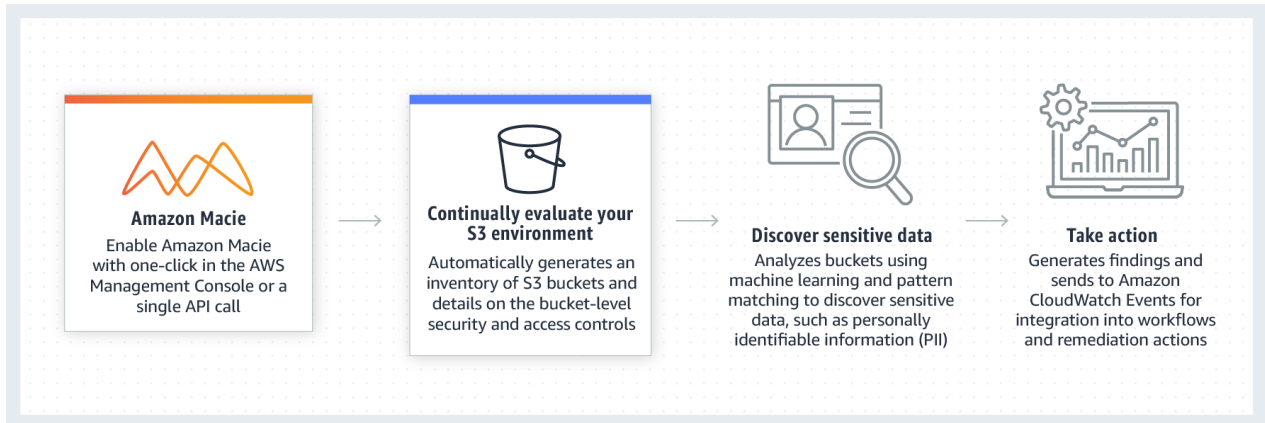 Amazon Macie
Enable Amazon Macie
with one-click in the AWS
Management Console or a
single API call
Continually evaluate your
S3 environment
Automatically generates an
inventory of S3 buckets and
details on the bucket-level
security and access controls
Discover sensitive data
Analyzes buckets using
machine learning and pattern
matching to discover sensitive
data, such as personally
identifiable information (PII)
Take action
Generates findings and
sends to Amazon
CloudWatch Events for
integration into workflows
and remediation actions